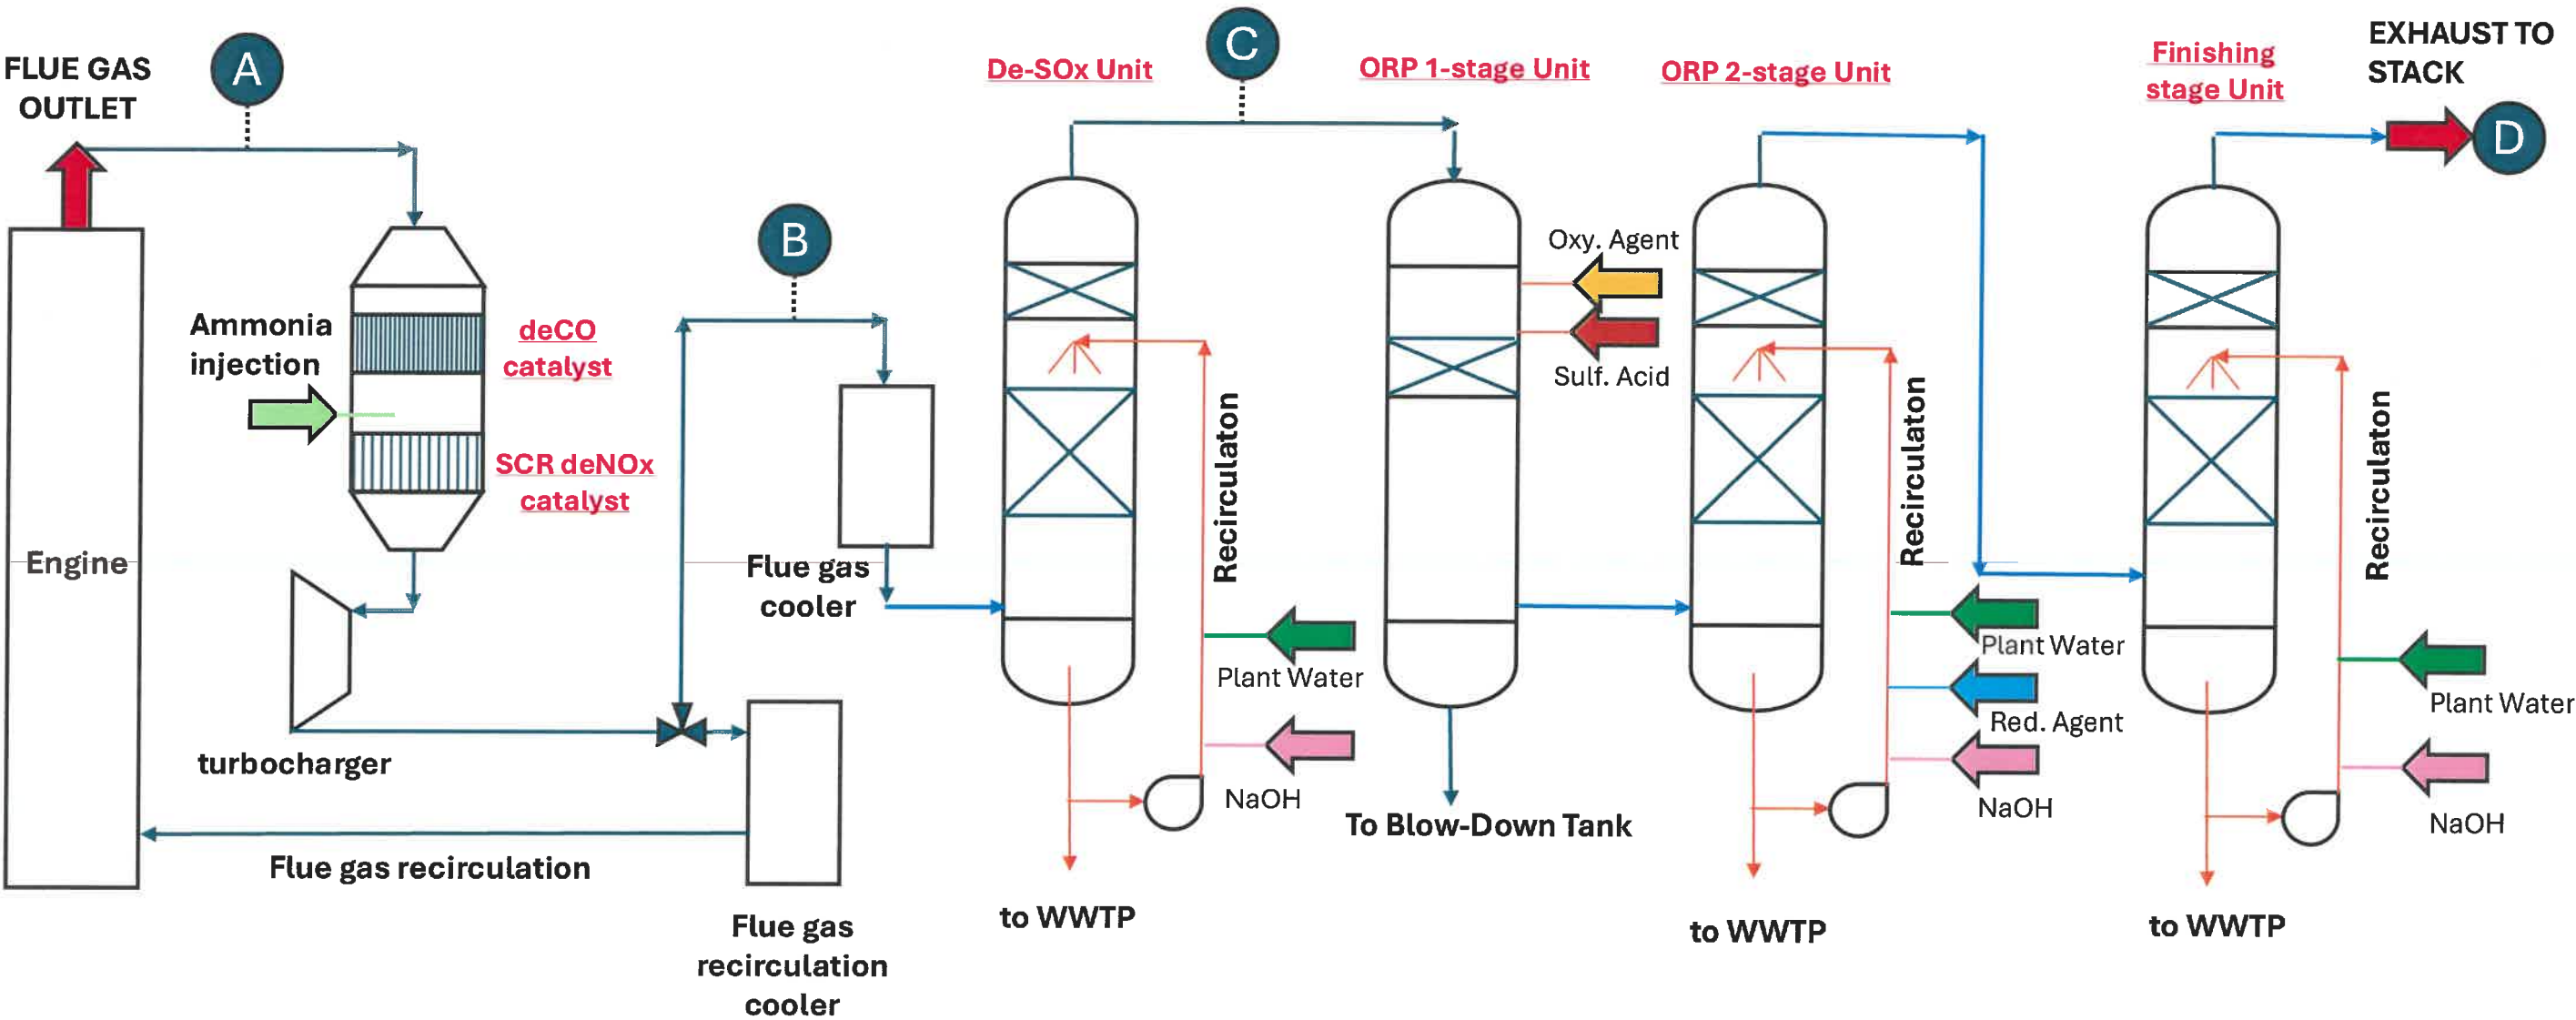 FLUE GAS
OUTLET
A
C
De-SOx Unit
ORP 1-stage Unit
ORP 2-stage Unit
Finishing
stage Unit
EXHAUST TO
STACK
D
B
Ammonia
injection
deCO
catalyst
SCR deNOx
catalyst
Oxy. Agent
Sulf. Acid
Engine
Flue gas
cooler
Recirculaton
Recirculaton
Recirculaton
Plant Water
NaOH
Plant Water
Red. Agent
NaOH
Plant Water
NaOH
turbocharger
Flue gas recirculation
To Blow-Down Tank
Flue gas
recirculation
cooler
to WWTP
to WWTP
to WWTP